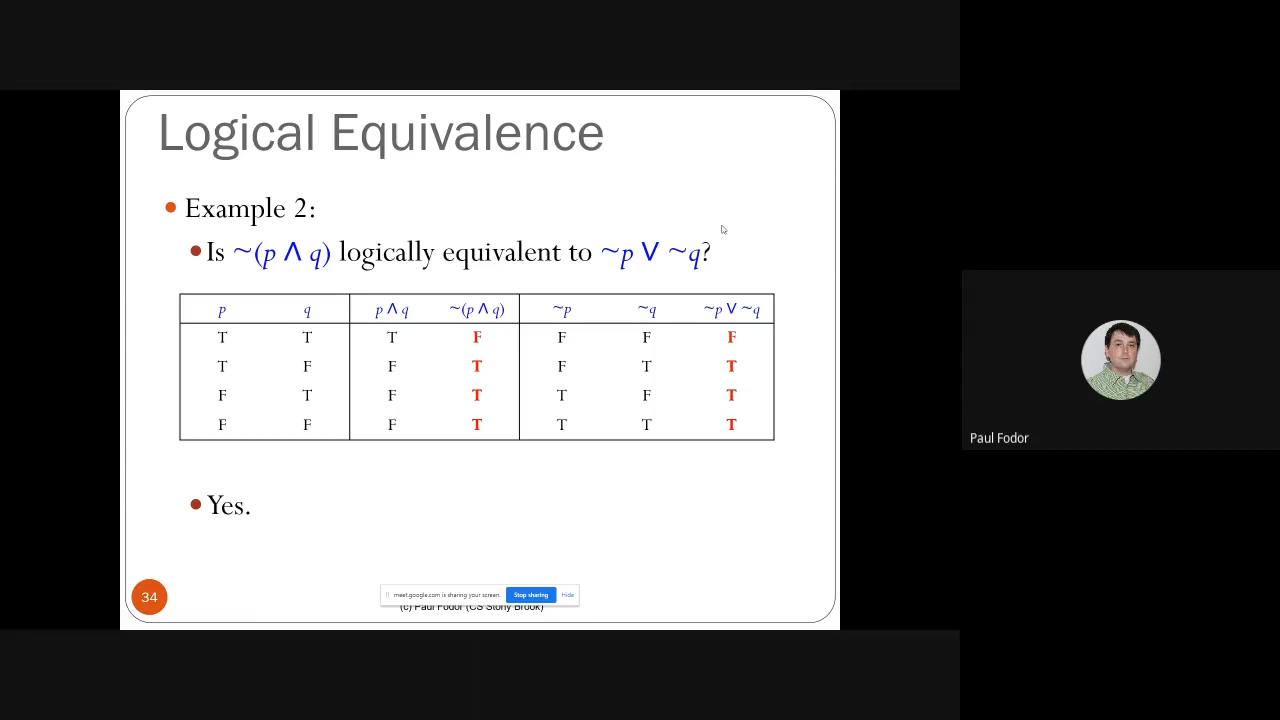 Logical Equivalence
• Example 2:
• Is ~(p ∧ q) logically equivalent to ~p ∨ ~q?
p q p ∧ q ~(p ∧ q) ~p ~q ~p ∨ ~q
T T T F F F F
T F F T F T T
F T F T T F T
F F F T T T T
• Yes.
34
meet.google.com is sharing your screen. Stop sharing Hide
(c) Paul Fodor (CS Stony Brook)
Paul Fodor